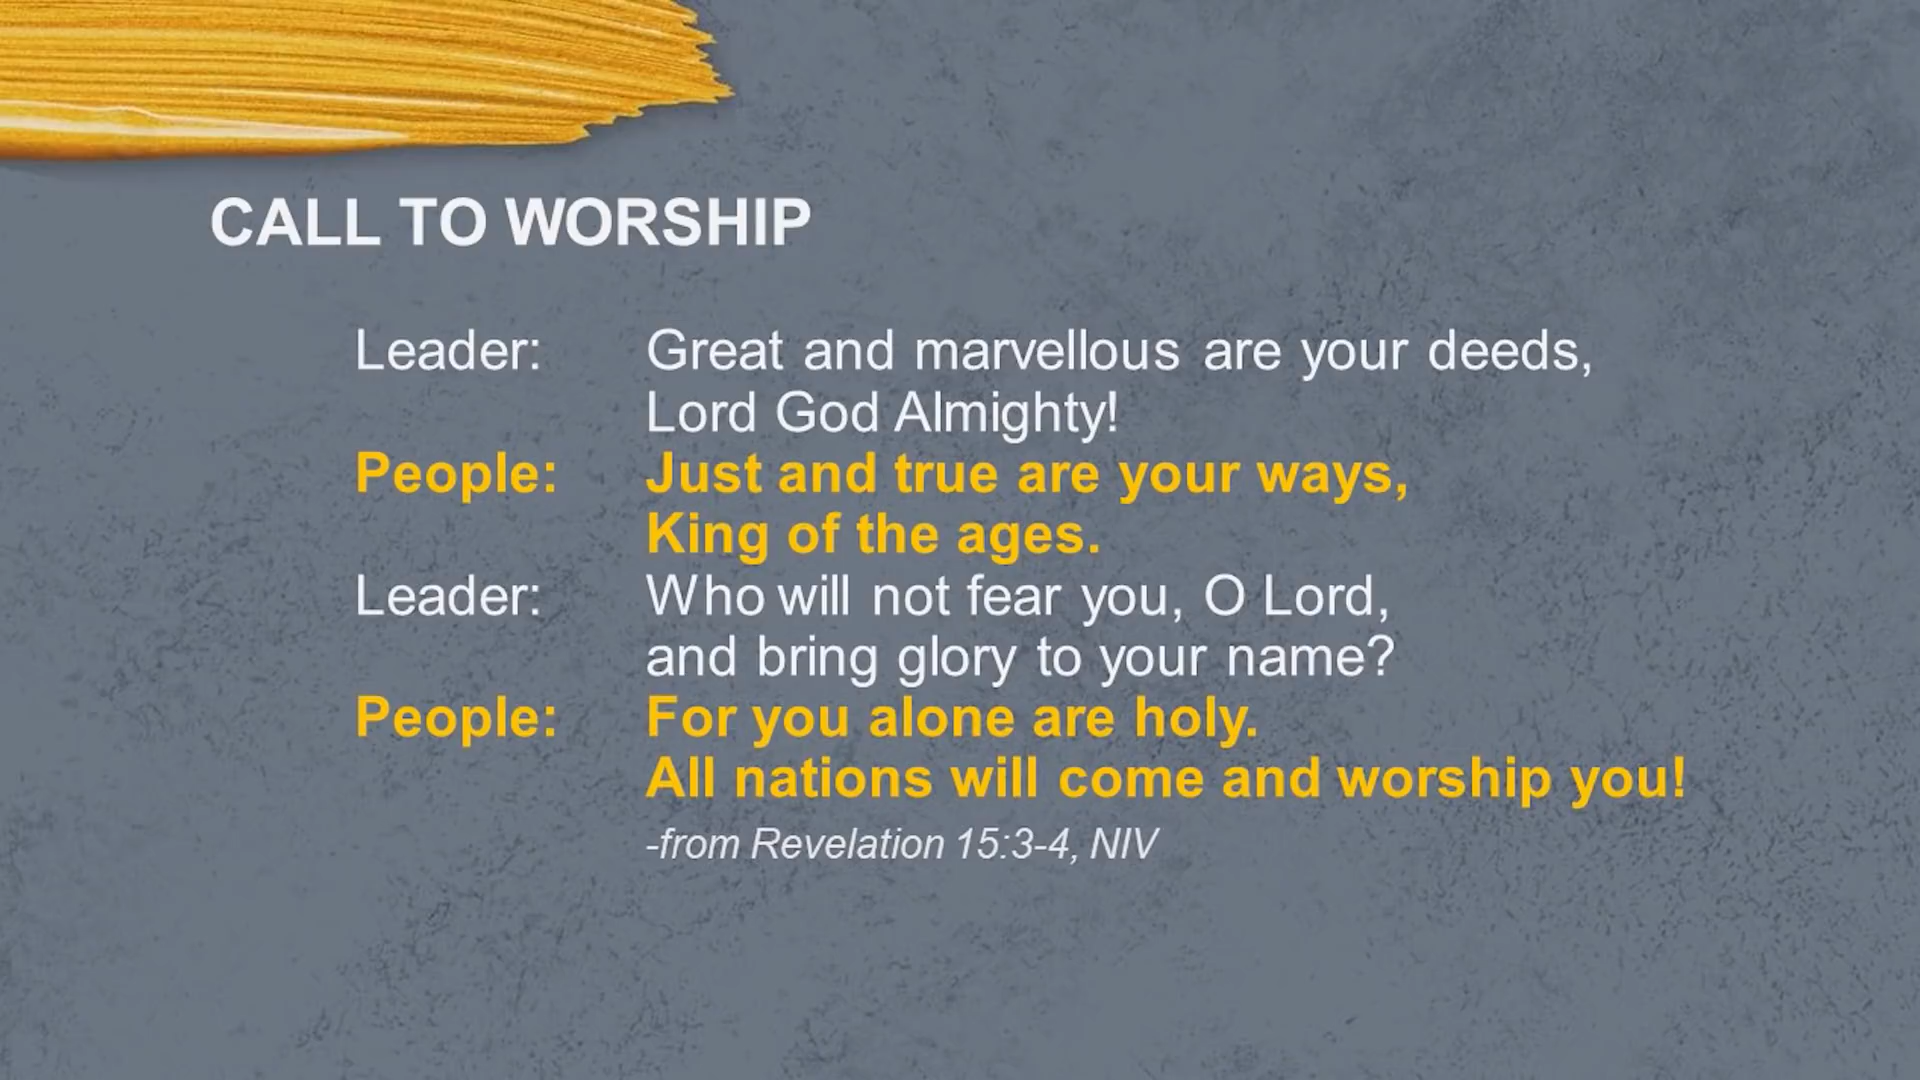 CALL TO WORSHIP
Leader: Great and marvellous are your deeds,
Lord God Almighty!
People: Just and true are your ways,
King of the ages.
Leader: Who will not fear you, O Lord,
and bring glory to your name?
People: For you alone are holy.
All nations will come and worship you!
-from Revelation 15:3-4, NIV